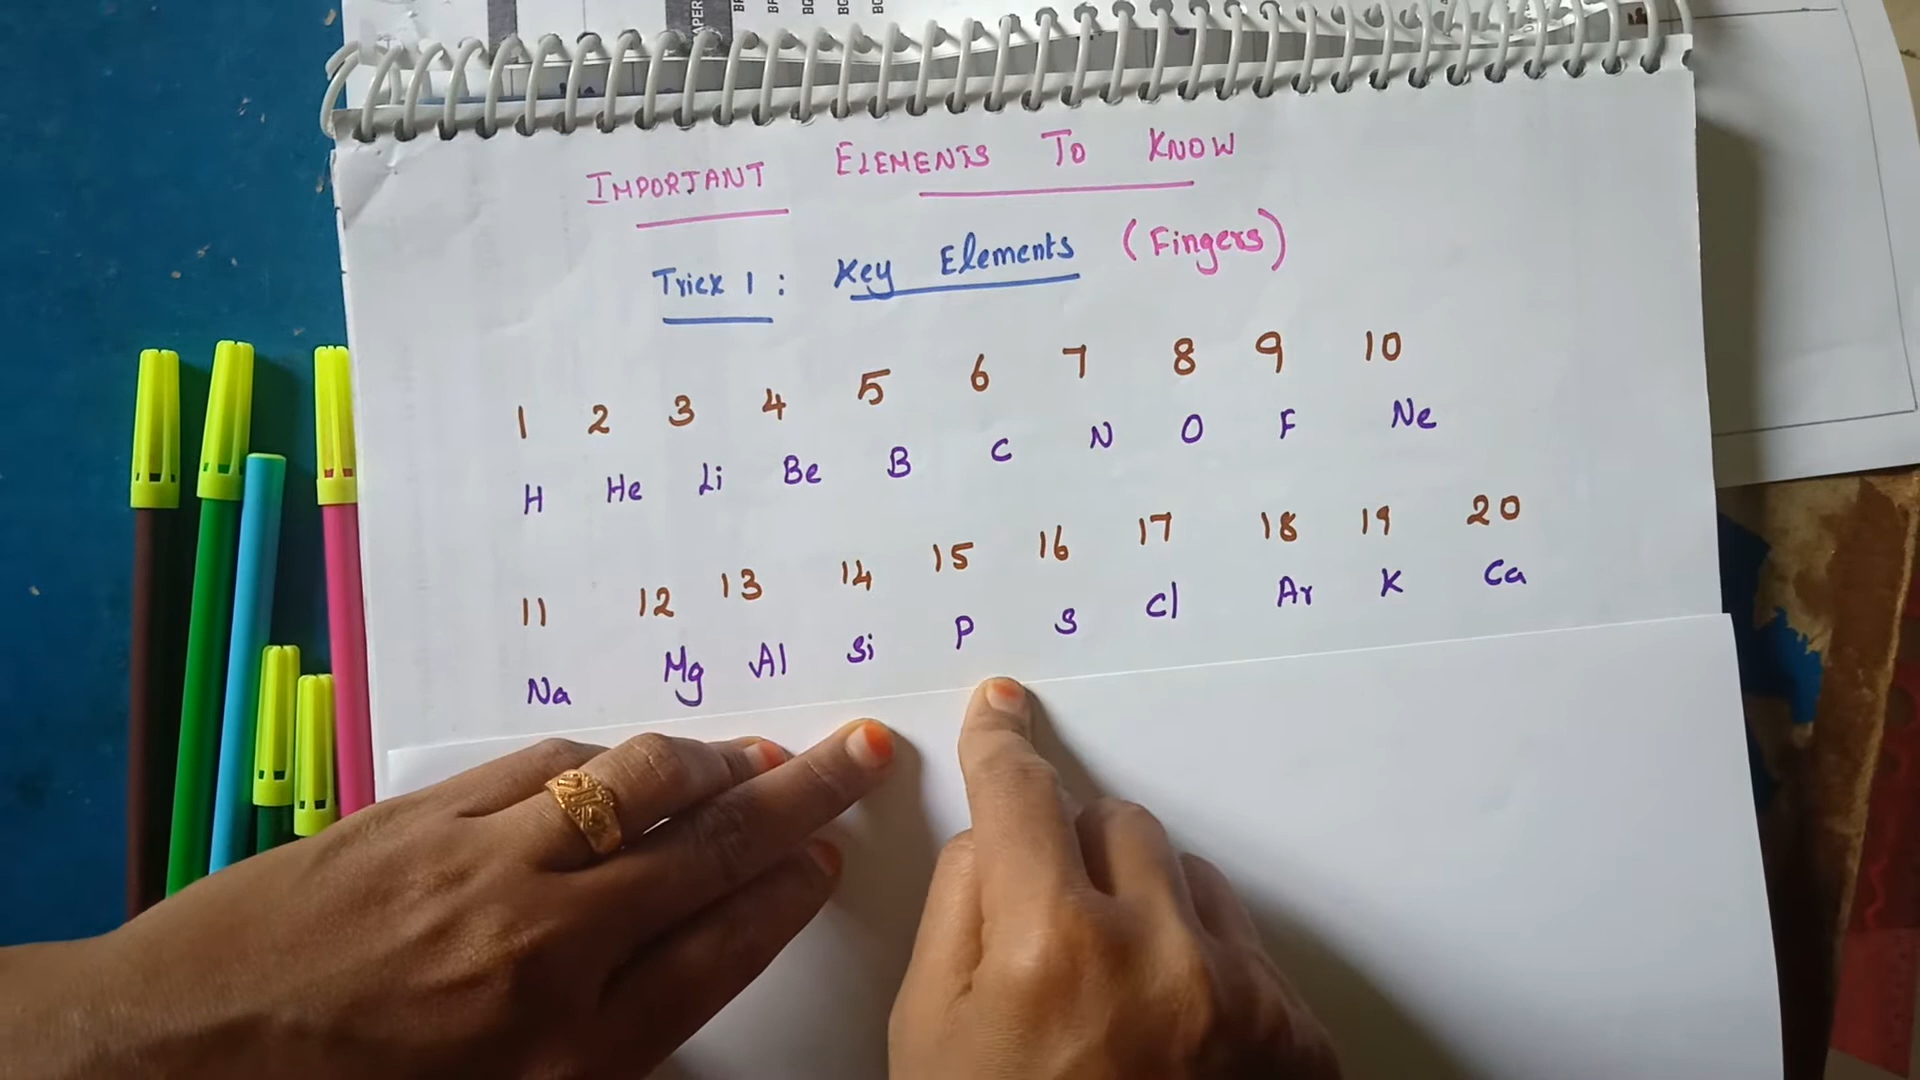 IMPORTANT ELEMENTS TO KNOW
Trick 1 : Key Elements (Fingers)
1 2 3 4 5 6 7 8 9 10
H He Li Be B C N O F Ne
11 12 13 14 15 16 17 18 19 20
Na Mg Al Si P S Cl Ar K Ca